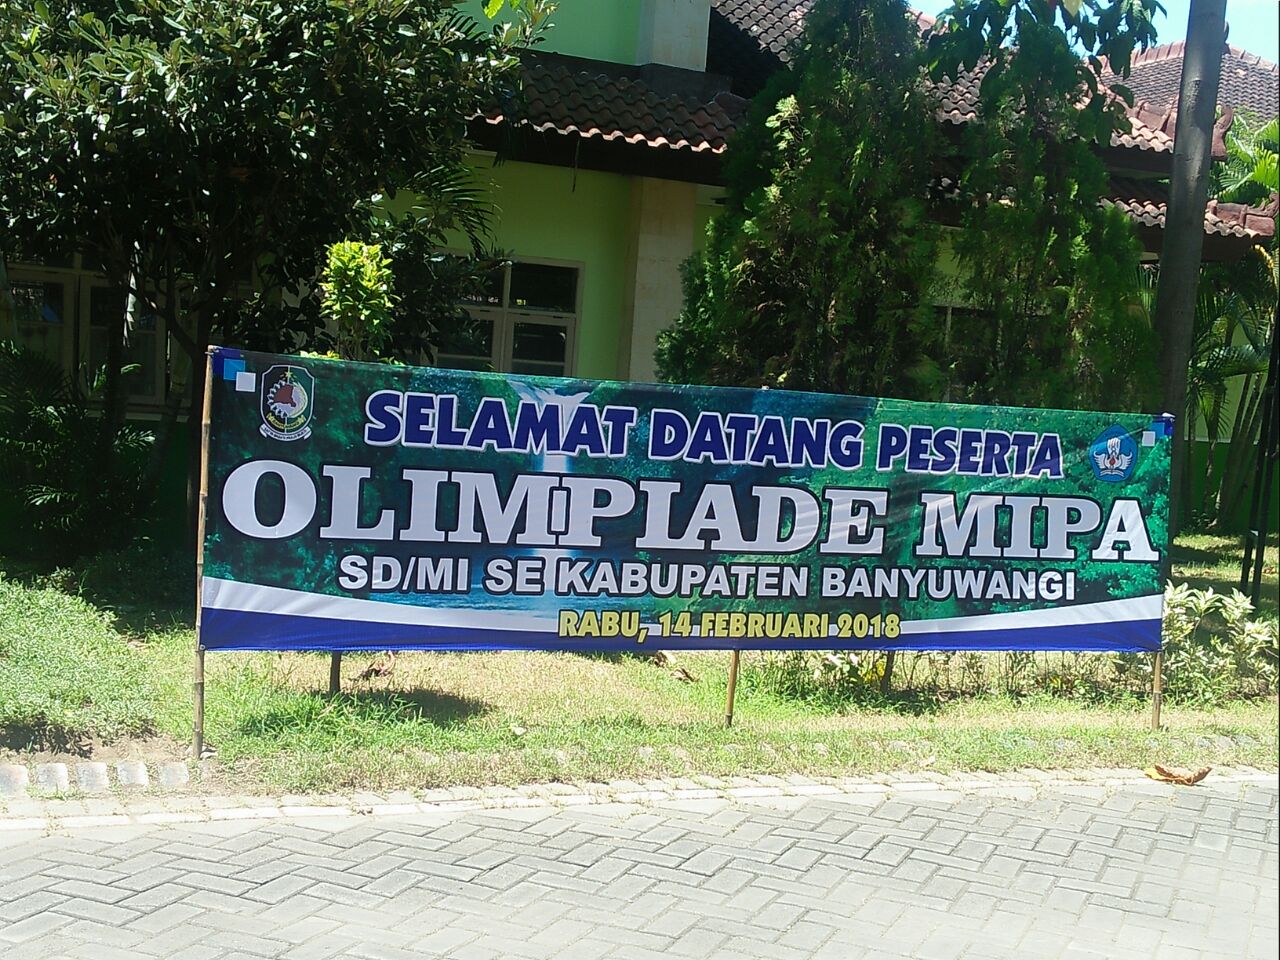 SELAMAT DATANG PESERTA
OLIMPIADE MIPA
SD/MI SE KABUPATEN BANYUWANGI
RABU, 14 FEBRUARI 2018